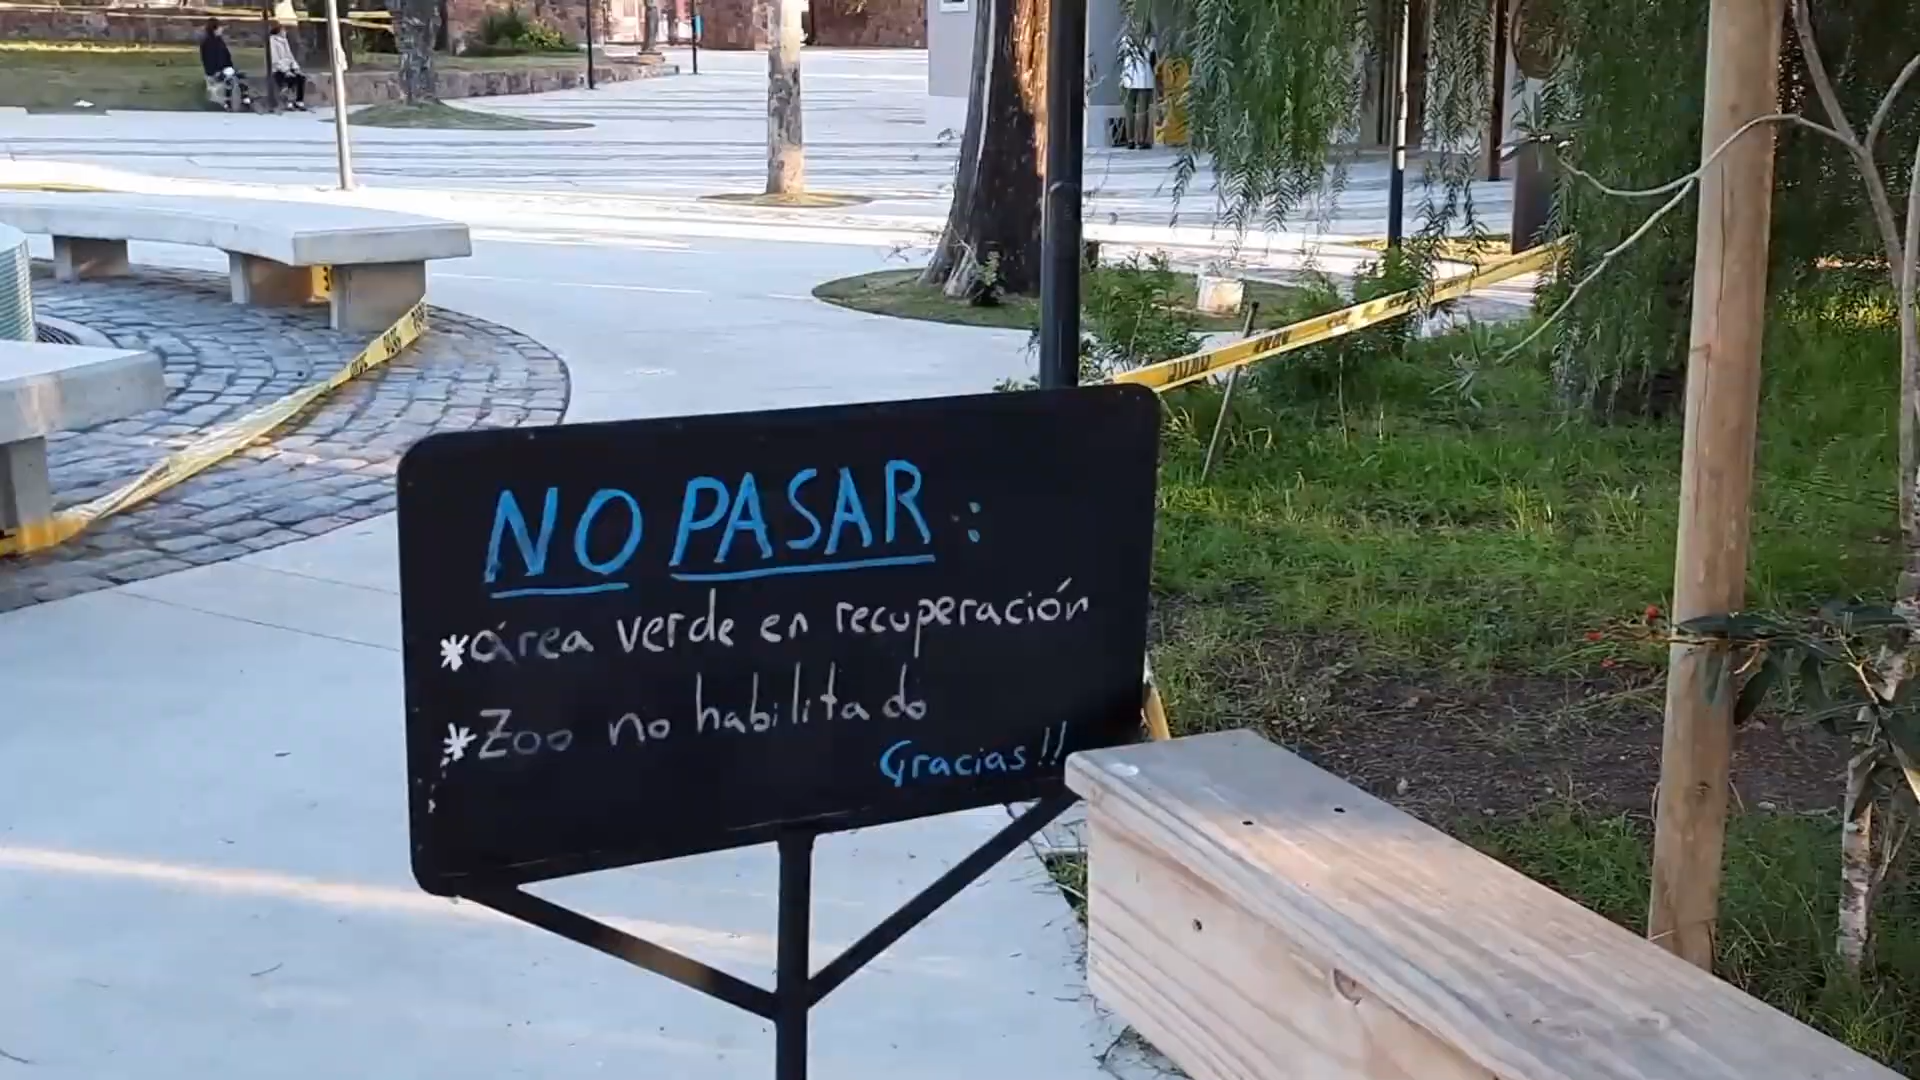 NO PASAR:
*área verde en recuperación
*Zoo no habilitado
Gracias!!